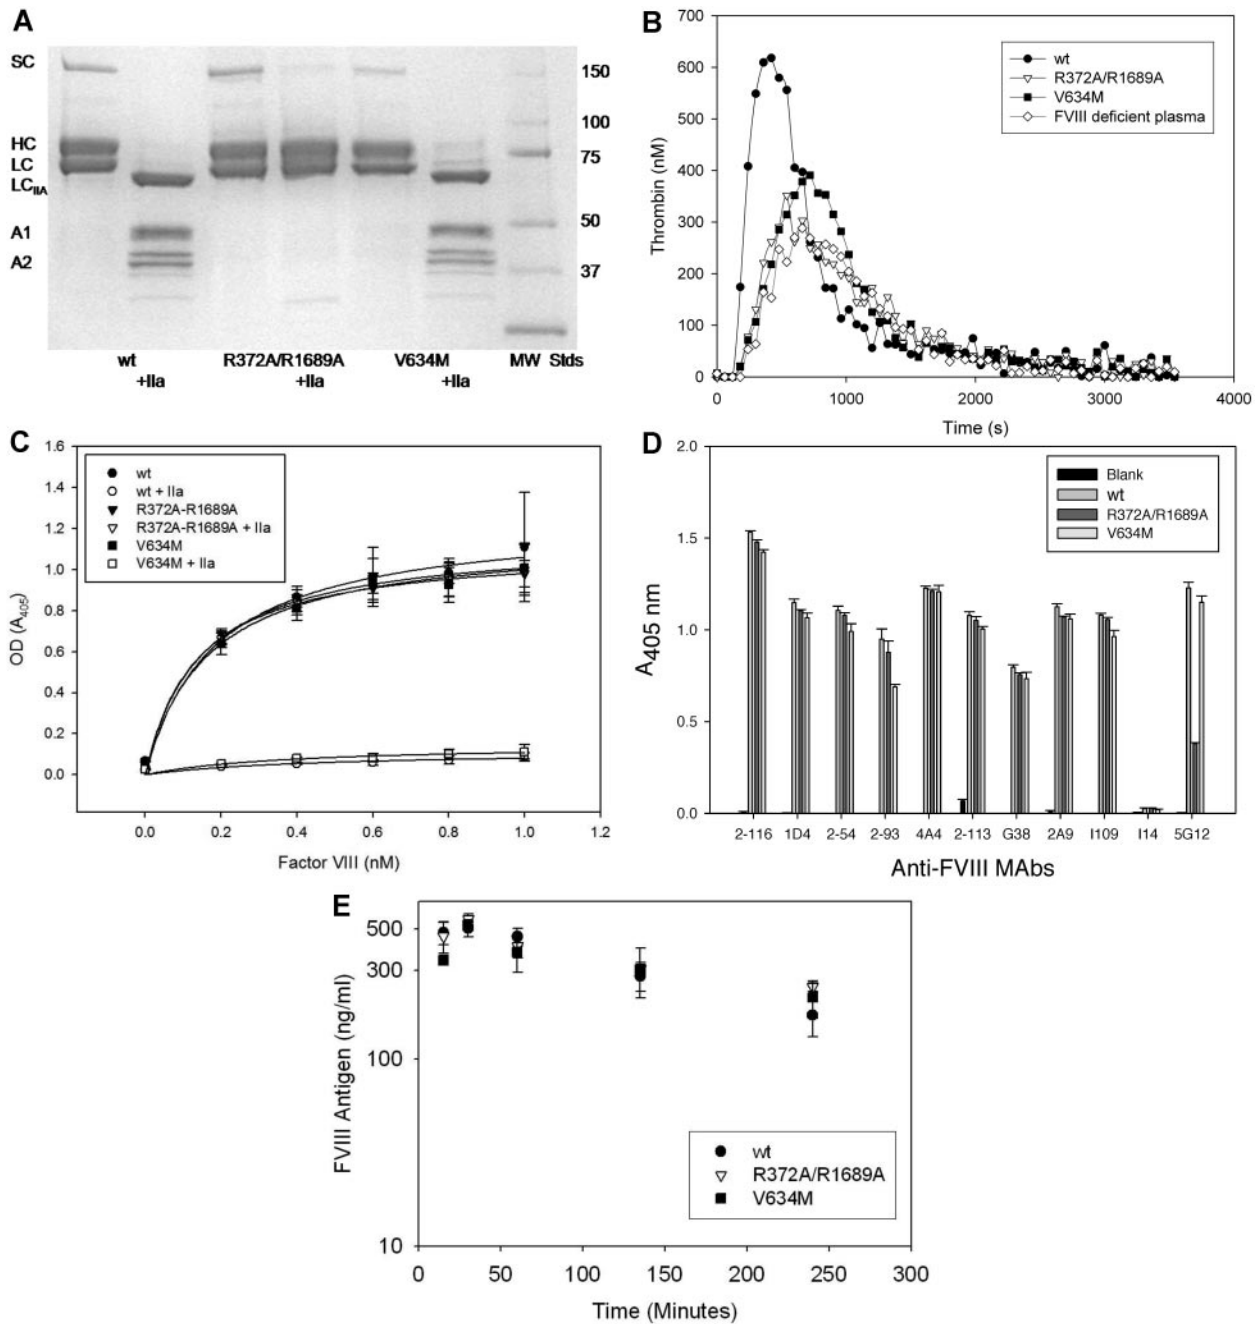 A
SC
HC
LC
LCIIA
A1
A2
150
100
75
50
37
wt
+IIa
R372A/R1689A
+IIa
V634M
+IIa
MW Stds
B
700
600
500
400
300
200
100
0
Thrombin (nM)
wt
R372A/R1689A
V634M
FVIII deficient plasma
0 1000 2000 3000 4000
Time (s)
C
1.6
1.4
1.2
1.0
0.8
0.6
0.4
0.2
0.0
OD (A405)
wt
wt + IIa
R372A-R1689A
R372A-R1689A + IIa
V634M
V634M + IIa
0.0 0.2 0.4 0.6 0.8 1.0 1.2
Factor VIII (nM)
D
2.0
1.5
1.0
0.5
0.0
A405 nm
Blank
wt
R372A/R1689A
V634M
2-116 1D4 2-54 2-93 4A4 2-113 G38 2A9 I109 I14 5G12
Anti-FVIII MAbs
E
500
300
100
10
FVIII Antigen (ng/ml)
wt
R372A/R1689A
V634M
0 50 100 150 200 250 300
Time (Minutes)